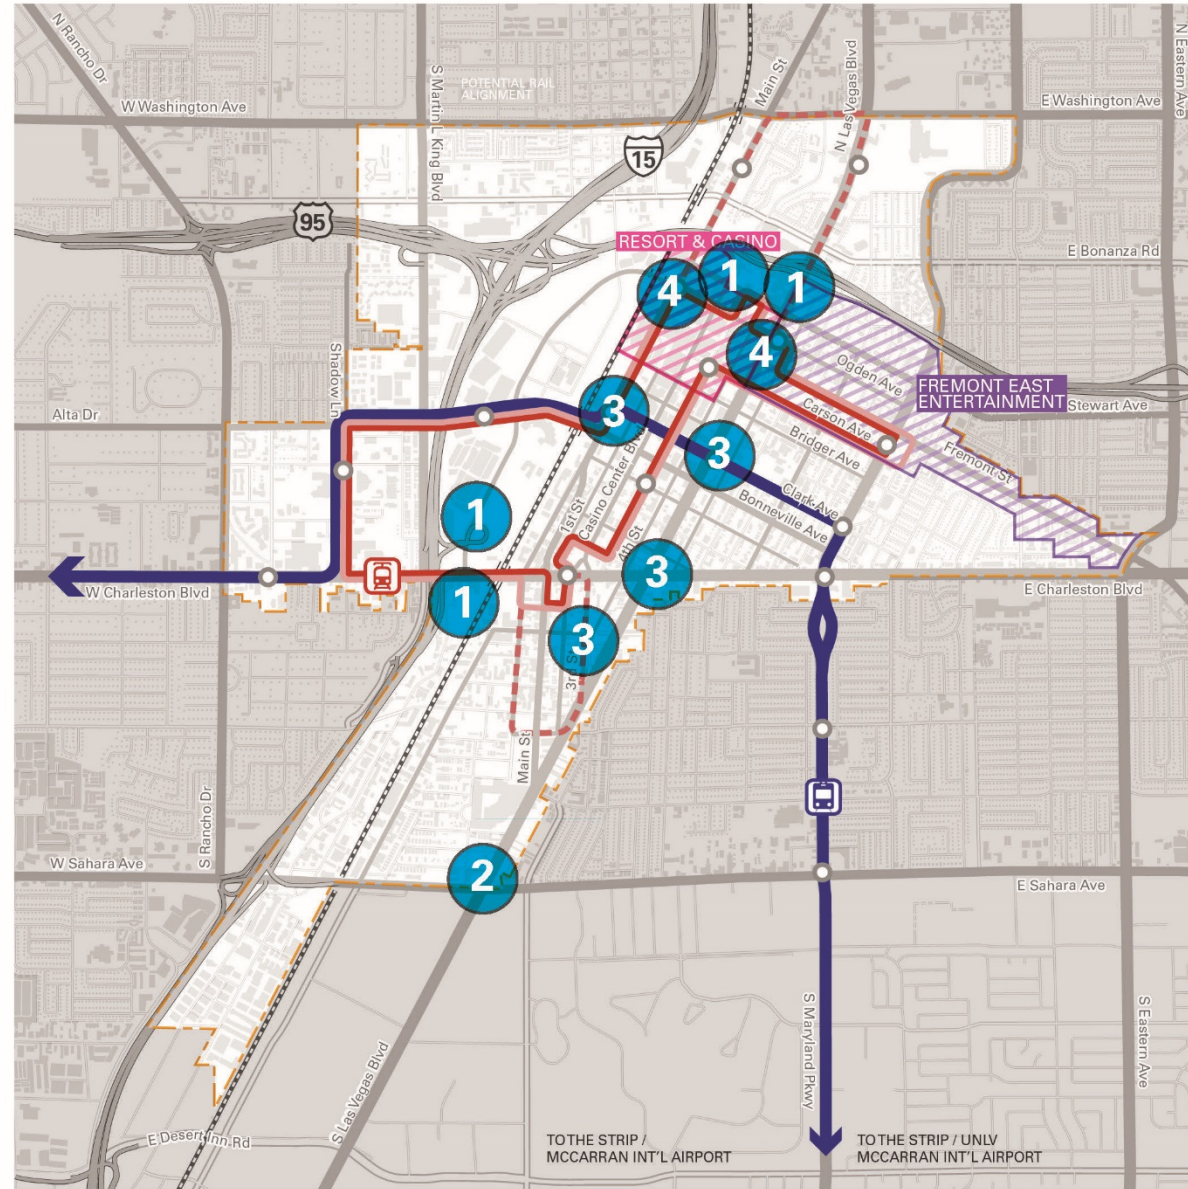 N Rancho Dr
W Washington Ave
S Martin L King Blvd
POTENTIAL RAIL
ALIGNMENT
Main St
N Las Vegas Blvd
E Washington Ave
N Eastern Ave
15
95
RESORT & CASINO
E Bonanza Rd
4
1
1
4
Shadow Ln
Ogden Ave
FREMONT EAST
ENTERTAINMENT
Stewart Ave
Alta Dr
3
Carson Ave
Bridger Ave
Fremont St
3
Casino Center Blvd
1st St
4th St
Clark Ave
Bonneville Ave
1
3
W Charleston Blvd
E Charleston Blvd
1
3
3rd St
Main St
S Rancho Dr
W Sahara Ave
2
E Sahara Ave
S Maryland Pkwy
S Eastern Ave
S Las Vegas Blvd
E Desert Inn Rd
TO THE STRIP /
MCCARRAN INT'L AIRPORT
TO THE STRIP / UNLV
MCCARRAN INT'L AIRPORT